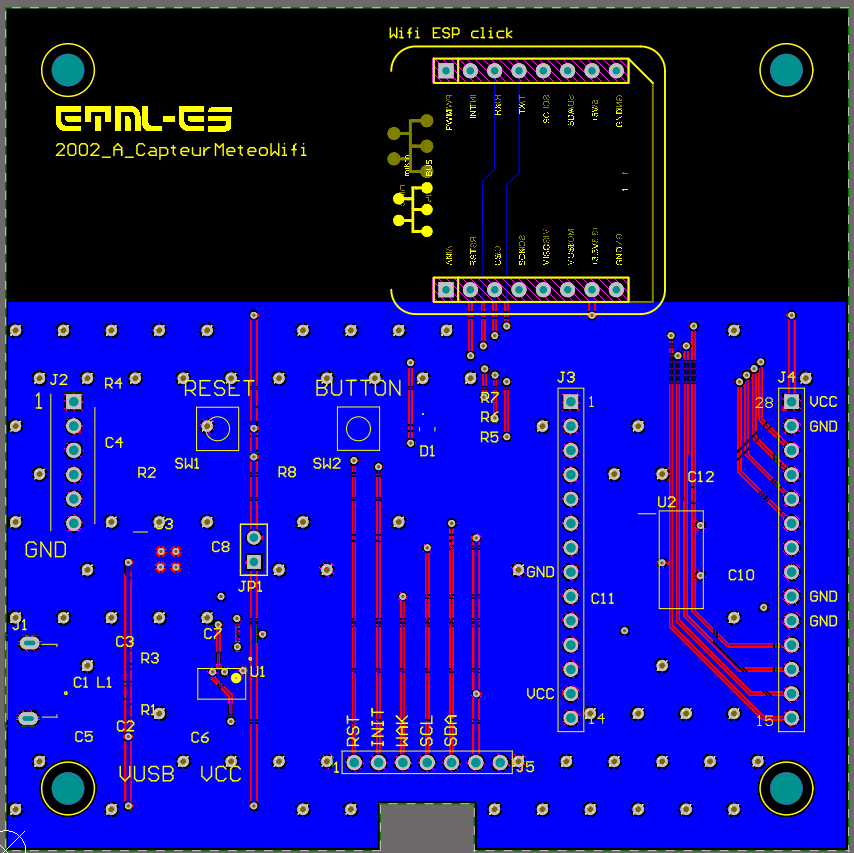 Wifi ESP click
ETML-ES
2002_A_CapteurMeteoWifi
BUS
1
J2
R4
RESET
BUTTON
J3
J4
1
R7
R6
R5
1
28
VCC
GND
C4
SW1
SW2
D1
R2
R8
C12
U2
GND
C8
JP1
GND
C11
C10
GND
GND
J1
C7
C3
R3
U1
C1
L1
R1
C2
C5
C6
VCC
14
15
RST
INIT
WAK
SCL
SDA
VUSB
VCC
1
J5